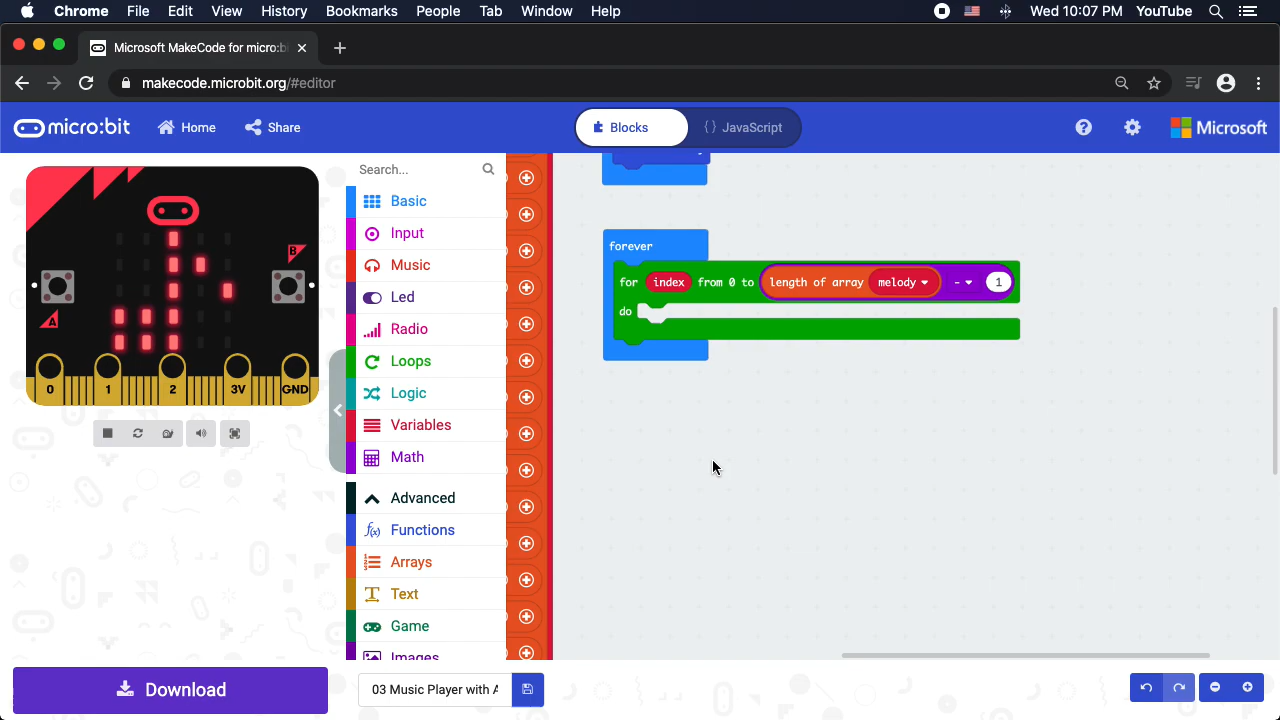 Chrome File Edit View History Bookmarks People Tab Window Help Wed 10:07 PM YouTube
Microsoft MakeCode for micro:bi
makecode.microbit.org/#editor
micro:bit Home Share Blocks {} JavaScript Microsoft
Search...
Basic
Input
Music
Led
Radio
Loops
Logic
Variables
Math
Advanced
Functions
Arrays
Text
Game
Images
B
A
0 1 2 3V GND
forever
for index from 0 to length of array melody - 1
do
Download
03 Music Player with A